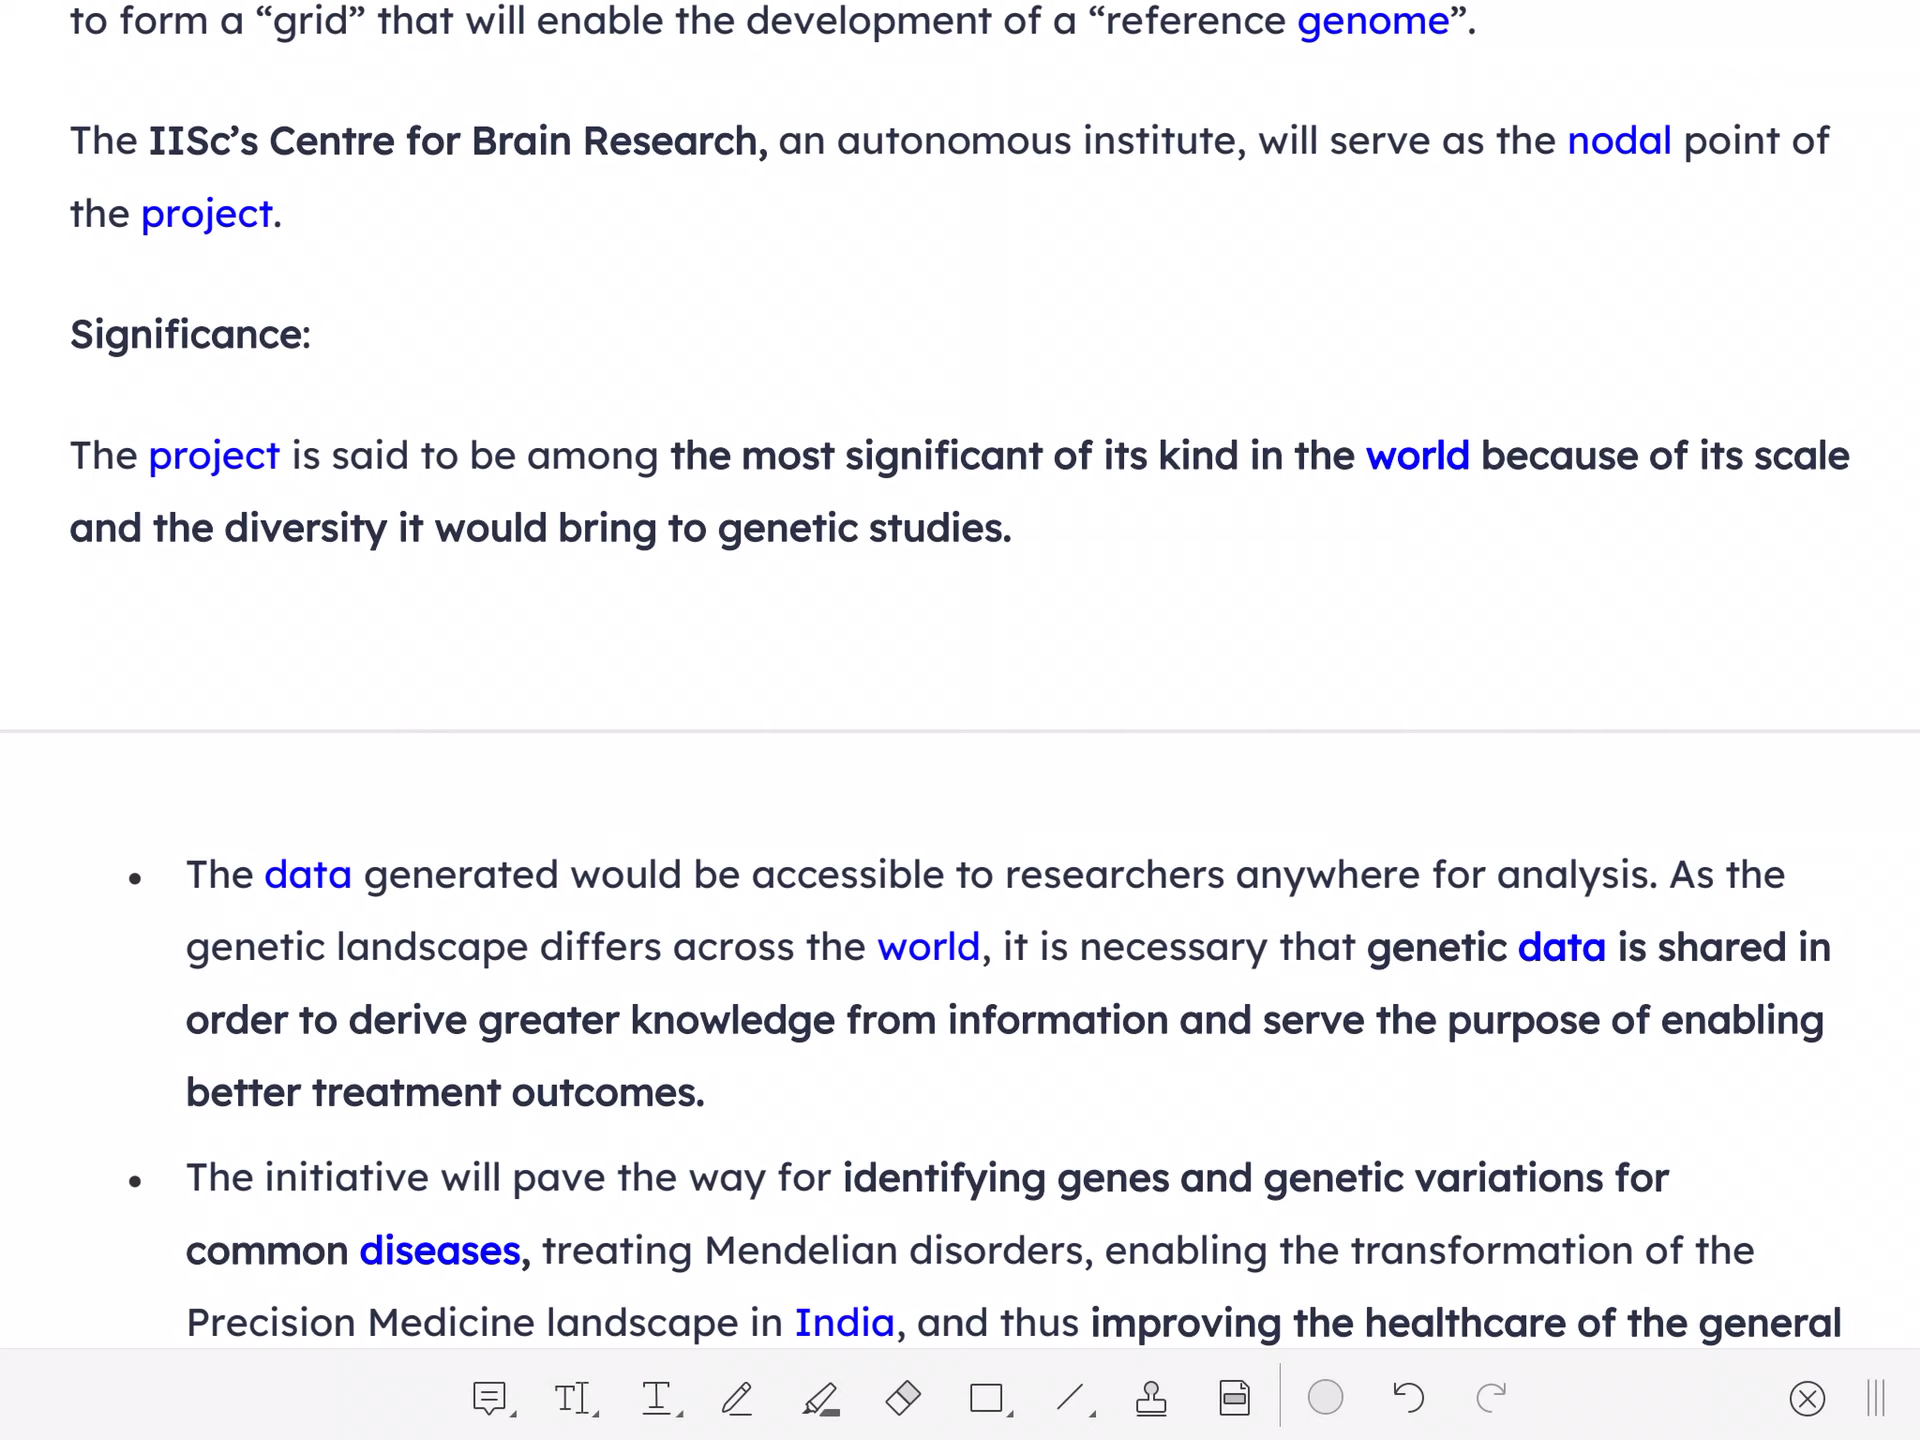 to form a “grid” that will enable the development of a “reference genome”.
The IISc’s Centre for Brain Research, an autonomous institute, will serve as the nodal point of
the project.
Significance:
The project is said to be among the most significant of its kind in the world because of its scale
and the diversity it would bring to genetic studies.
• The data generated would be accessible to researchers anywhere for analysis. As the
genetic landscape differs across the world, it is necessary that genetic data is shared in
order to derive greater knowledge from information and serve the purpose of enabling
better treatment outcomes.
• The initiative will pave the way for identifying genes and genetic variations for
common diseases, treating Mendelian disorders, enabling the transformation of the
Precision Medicine landscape in India, and thus improving the healthcare of the general